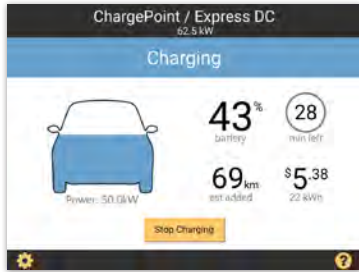 ChargePoint / Express DC
62.5 kW
Charging
43%
battery
28
min left
69km
est added
$5.38
22 kWh
Power: 50.0kW
Stop Charging
?